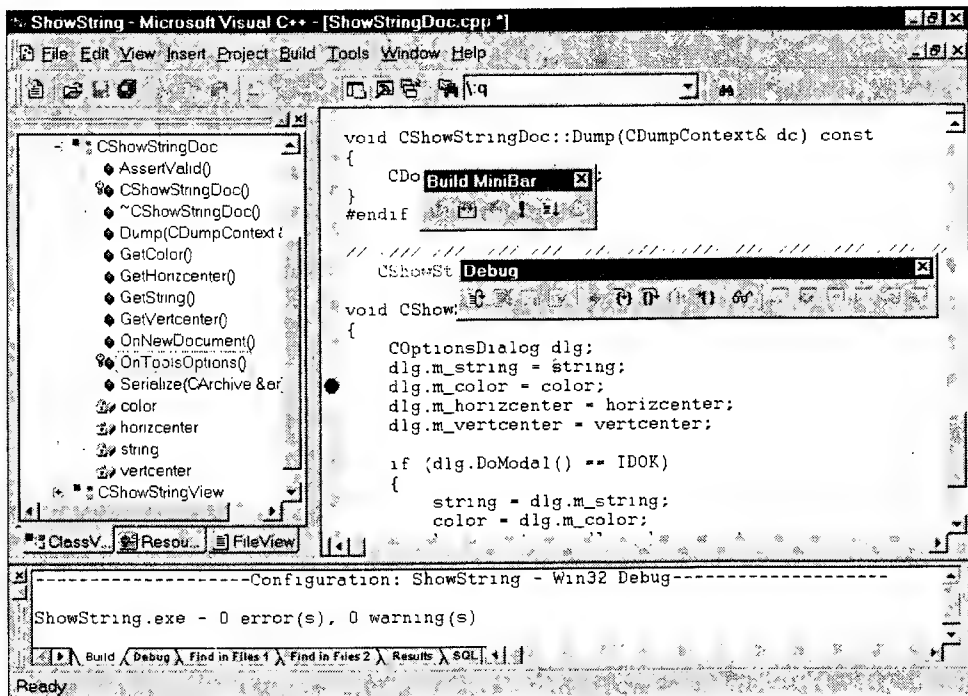 ShowString - Microsoft Visual C++ - [ShowStringDoc.cpp *]
File Edit View Insert Project Build Tools Window Help
\:q
CShowStringDoc
AssertValid()
CShowStringDoc()
~CShowStringDoc()
Dump(CDumpContext &
GetColor()
GetHorizcenter()
GetString()
GetVertcenter()
OnNewDocument()
OnToolsOptions()
Serialize(CArchive &ar
color
horizcenter
string
vertcenter
CShowStringView
ClassV... Resou... FileView
void CShowStringDoc::Dump(CDumpContext& dc) const
{
CDo
Build MiniBar
;
}
#endif
// /// /// /// /// /// /// /// /// /// /// /// /// ///
CShowSt
Debug
void CShow
{
COptionsDialog dlg;
dlg.m_string = string;
dlg.m_color = color;
dlg.m_horizcenter = horizcenter;
dlg.m_vertcenter = vertcenter;
if (dlg.DoModal() == IDOK)
{
string = dlg.m_string;
color = dlg.m_color;
--------------------Configuration: ShowString - Win32 Debug--------------------
ShowString.exe - 0 error(s), 0 warning(s)
Build Debug Find in Files 1 Find in Files 2 Results SQL
Ready